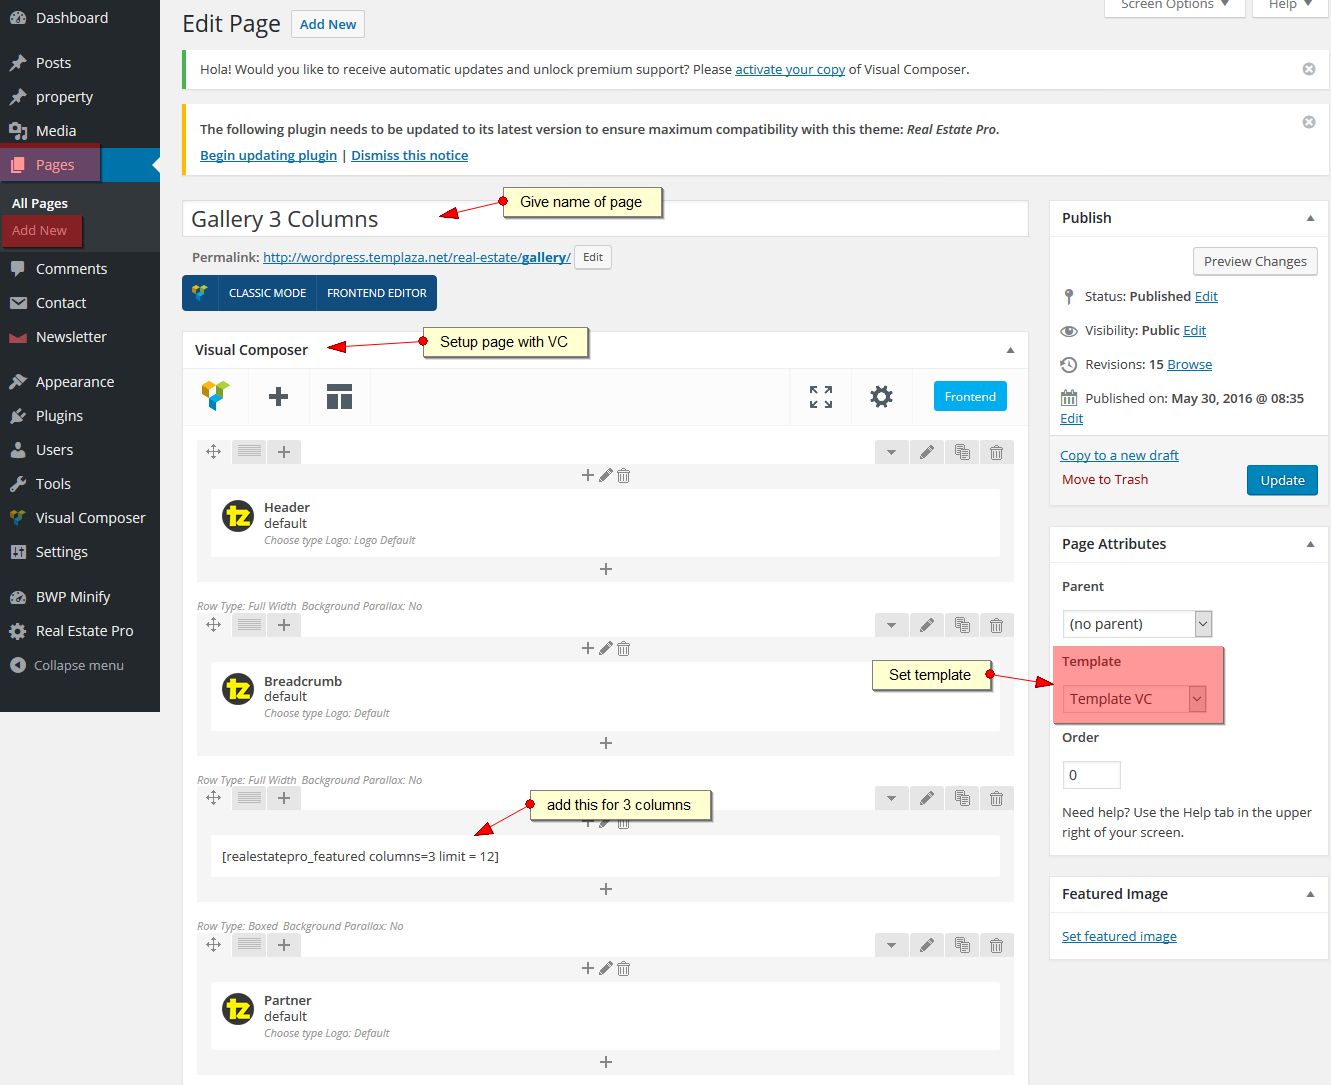 Dashboard
Posts
property
Media
Pages
All Pages
Add New
Comments
Contact
Newsletter
Appearance
Plugins
Users
Tools
Visual Composer
Settings
BWP Minify
Real Estate Pro
Collapse menu
Screen Options
Help
Edit Page
Add New
Hola! Would you like to receive automatic updates and unlock premium support? Please activate your copy of Visual Composer.
The following plugin needs to be updated to its latest version to ensure maximum compatibility with this theme: Real Estate Pro.
Begin updating plugin | Dismiss this notice
Give name of page
Gallery 3 Columns
Permalink: http://wordpress.templaza.net/real-estate/gallery/ Edit
CLASSIC MODE FRONTEND EDITOR
Setup page with VC
Visual Composer
Frontend
tz
Header
default
Choose type Logo: Logo Default
Row Type: Full Width Background Parallax: No
tz
Breadcrumb
default
Choose type Logo: Default
Row Type: Full Width Background Parallax: No
add this for 3 columns
[realestatepro_featured columns=3 limit = 12]
Row Type: Boxed Background Parallax: No
tz
Partner
default
Choose type Logo: Default
Publish
Preview Changes
Status: Published Edit
Visibility: Public Edit
Revisions: 15 Browse
Published on: May 30, 2016 @ 08:35
Edit
Copy to a new draft
Move to Trash
Update
Page Attributes
Parent
(no parent)
Set template
Template
Template VC
Order
0
Need help? Use the Help tab in the upper
right of your screen.
Featured Image
Set featured image